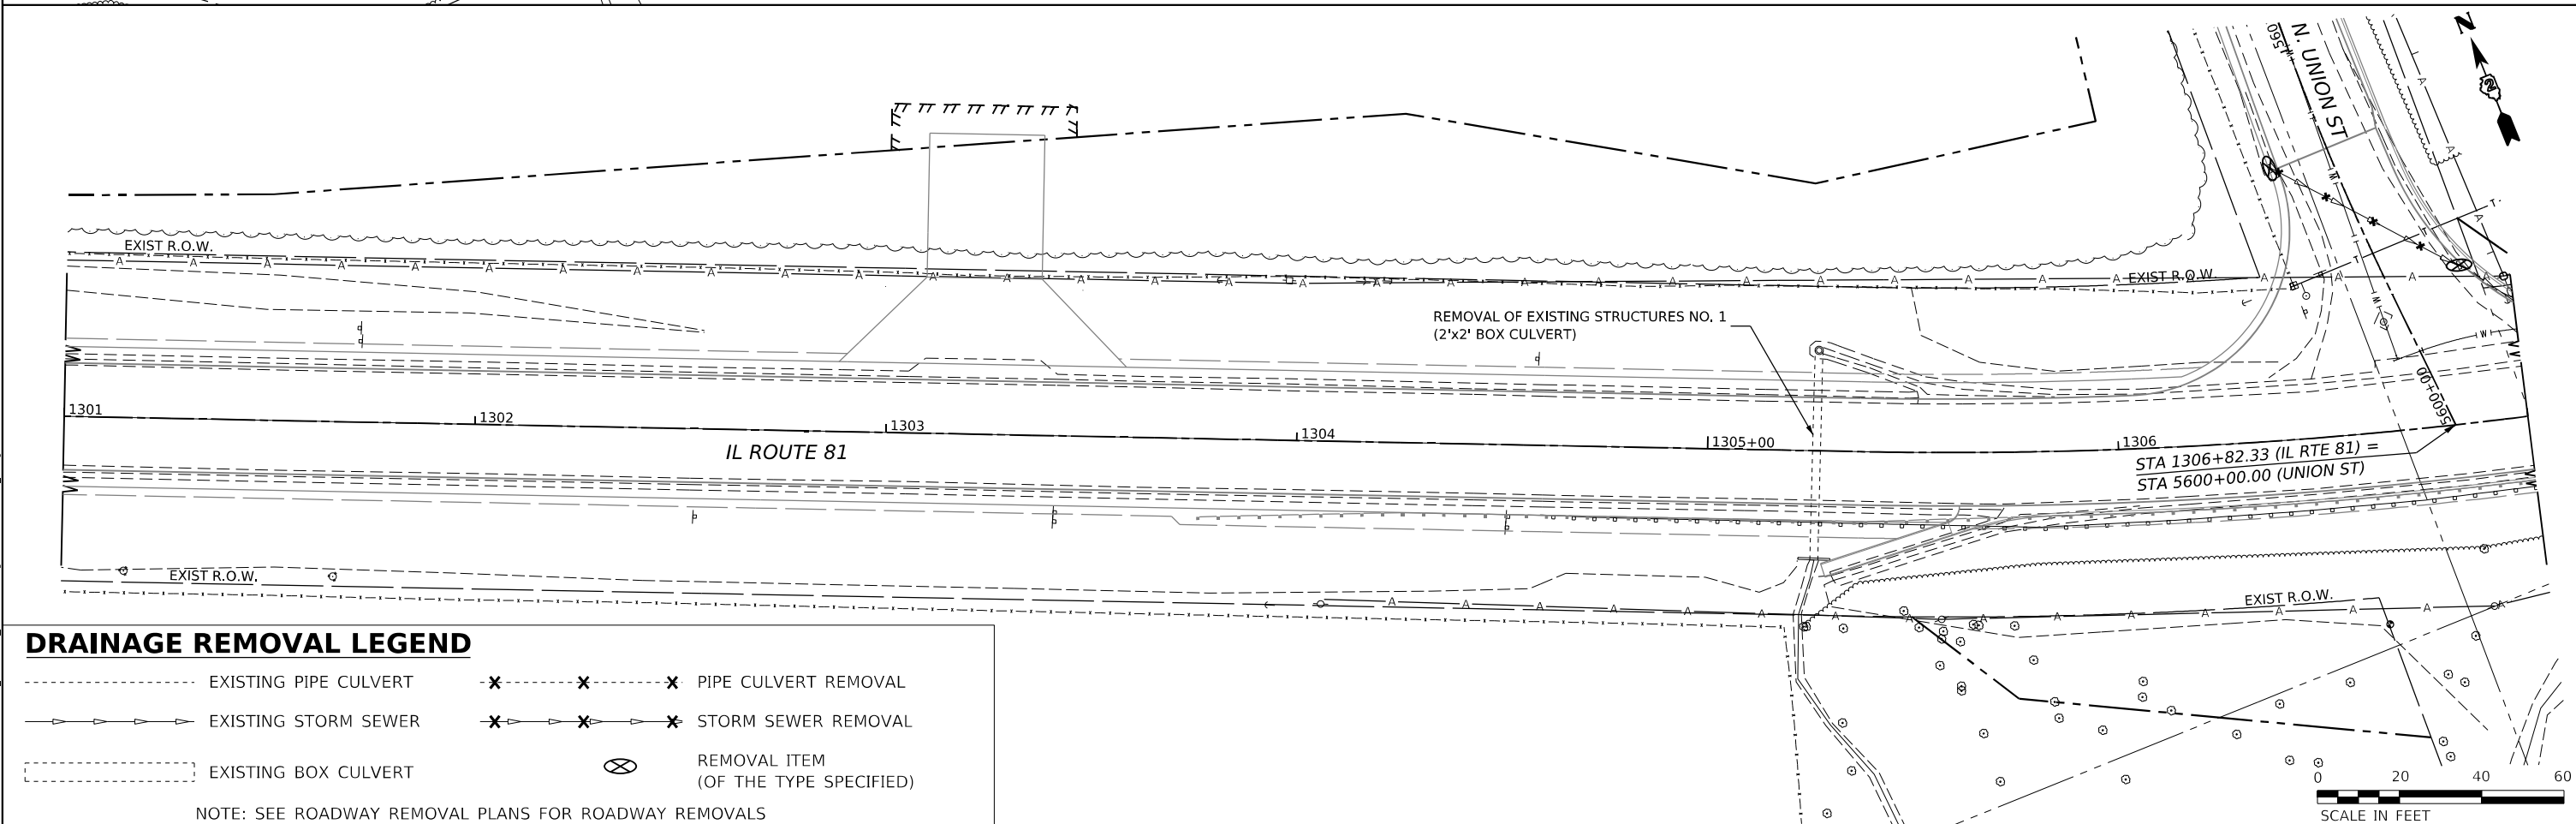 N
1560
N. UNION ST
2
EXIST R.O.W.
EXIST R.O.W.
REMOVAL OF EXISTING STRUCTURES NO. 1
(2'x2' BOX CULVERT)
1301
1302
1303
1304
1305+00
1306
5600+00
IL ROUTE 81
STA 1306+82.33 (IL RTE 81) =
STA 5600+00.00 (UNION ST)
EXIST R.O.W.
EXIST R.O.W.
DRAINAGE REMOVAL LEGEND
EXISTING PIPE CULVERT
PIPE CULVERT REMOVAL
EXISTING STORM SEWER
STORM SEWER REMOVAL
EXISTING BOX CULVERT
REMOVAL ITEM
(OF THE TYPE SPECIFIED)
NOTE: SEE ROADWAY REMOVAL PLANS FOR ROADWAY REMOVALS
0 20 40 60
SCALE IN FEET